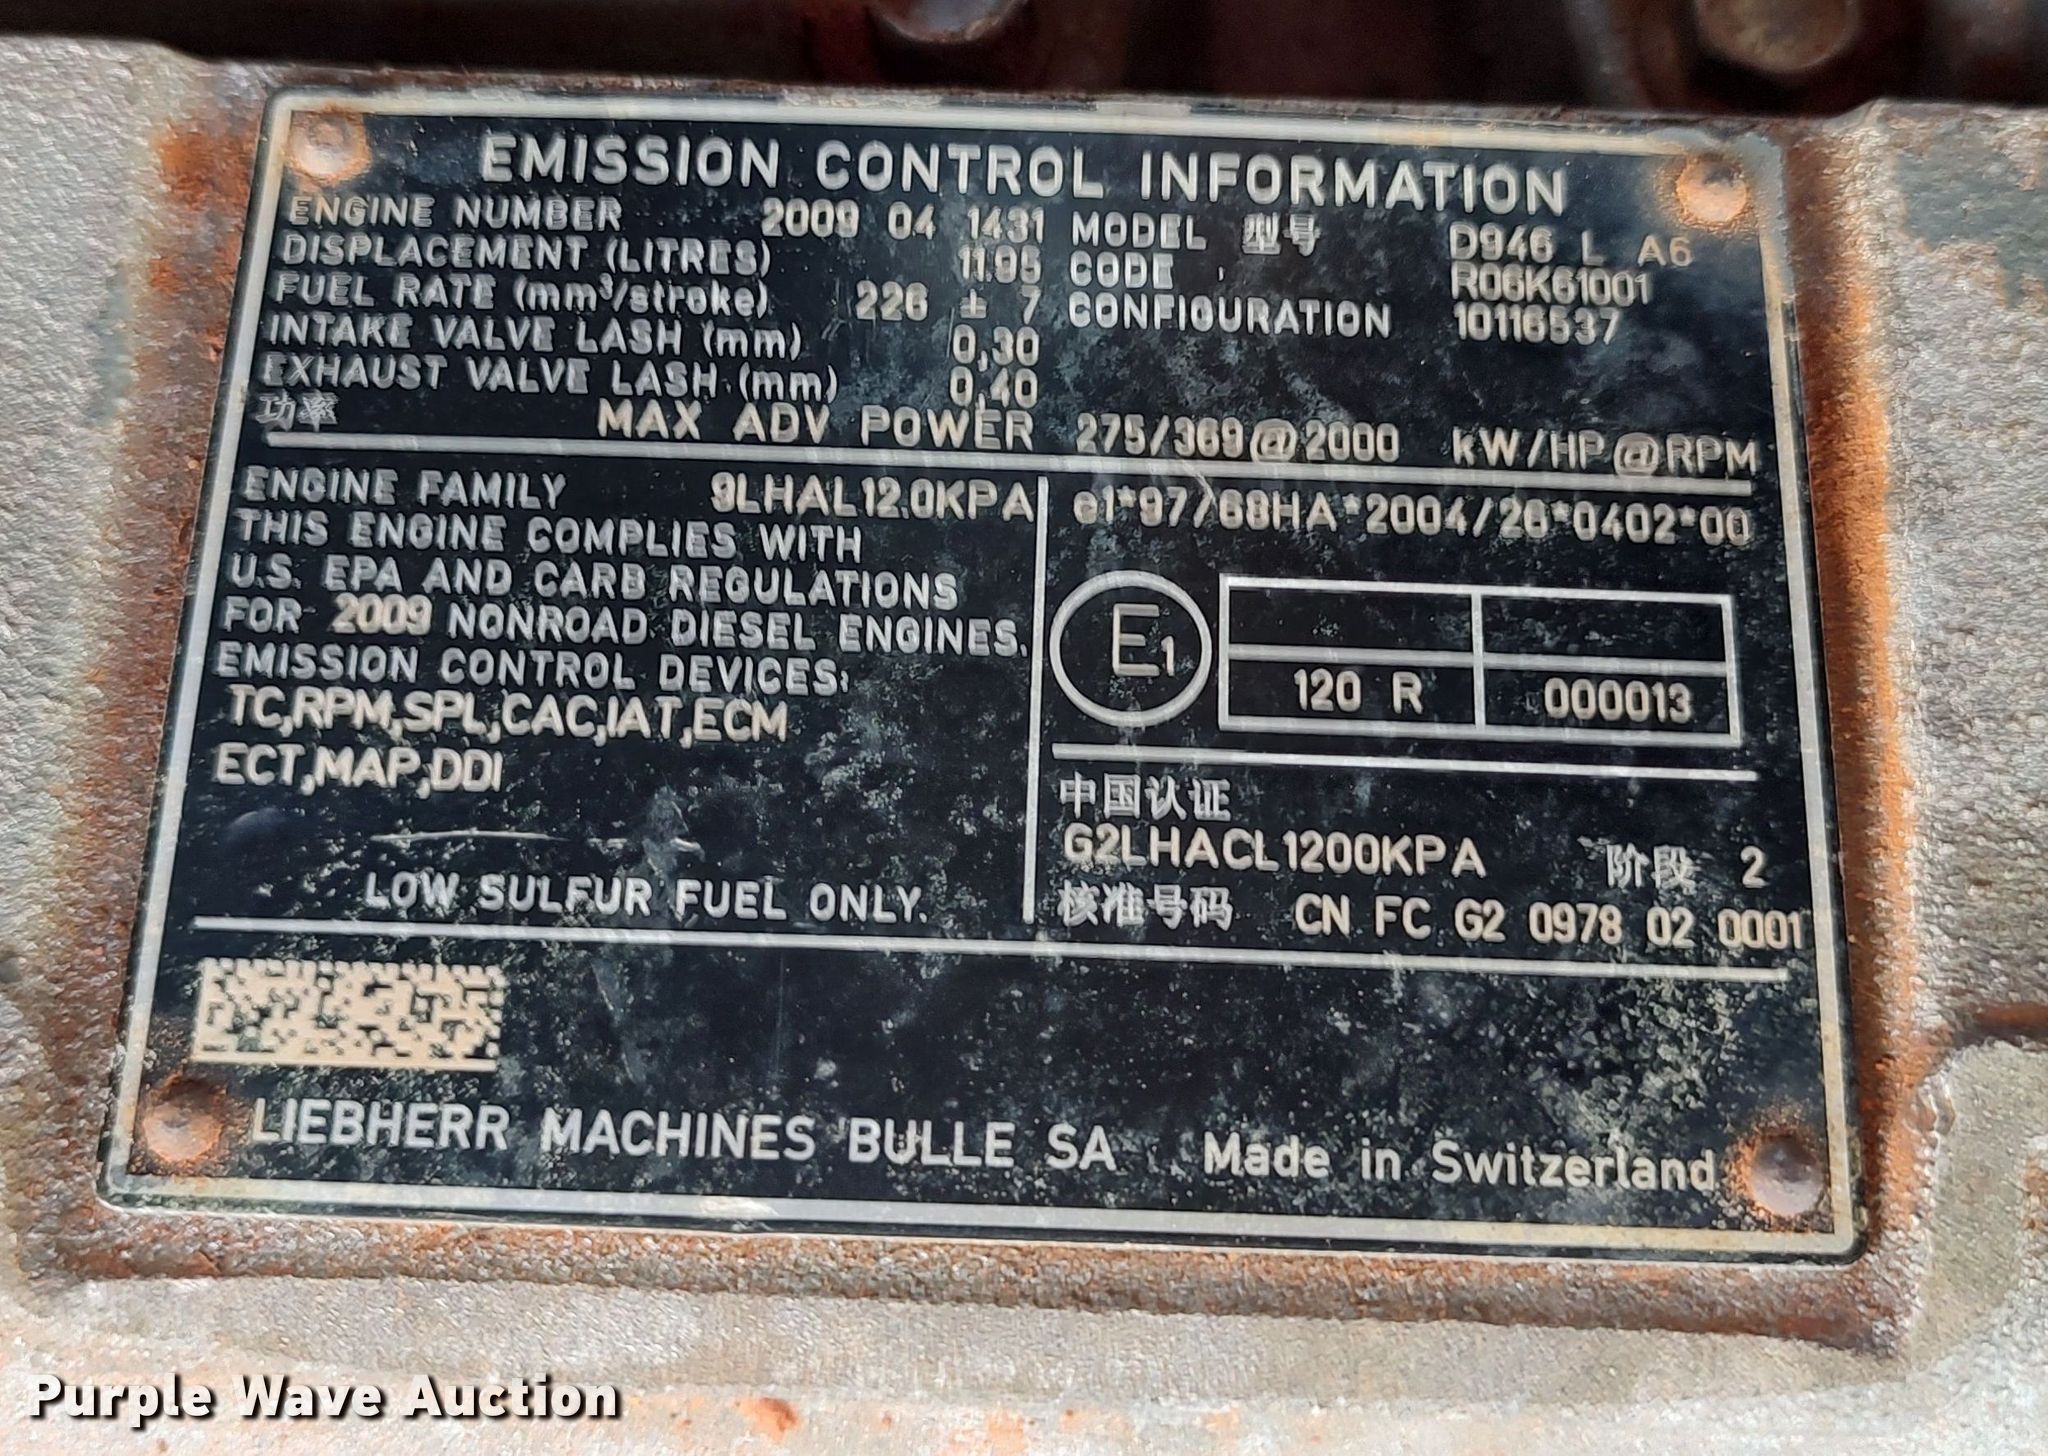 EMISSION CONTROL INFORMATION
ENGINE NUMBER 2009 04 1431 MODEL 型号 D946 L A6
DISPLACEMENT (LITRES) 11.95 CODE R06K61001
FUEL RATE (mm³/stroke) 226 ± 7 CONFIGURATION 10116537
INTAKE VALVE LASH (mm) 0,30
EXHAUST VALVE LASH (mm) 0,40
功率 MAX ADV POWER 275/369@2000 kW/HP@RPM
ENGINE FAMILY 9LHAL12.0KPA
THIS ENGINE COMPLIES WITH
U.S. EPA AND CARB REGULATIONS
FOR 2009 NONROAD DIESEL ENGINES.
EMISSION CONTROL DEVICES:
TC,RPM,SPL,CAC,IAT,ECM
ECT,MAP,DDI
LOW SULFUR FUEL ONLY.
e1*97/68HA*2004/26*0402*00
E1
120 R 000013
中国认证
G2LHACL1200KPA 阶段 2
核准号码 CN FC G2 0978 02 0001
LIEBHERR MACHINES BULLE SA Made in Switzerland
Purple Wave Auction